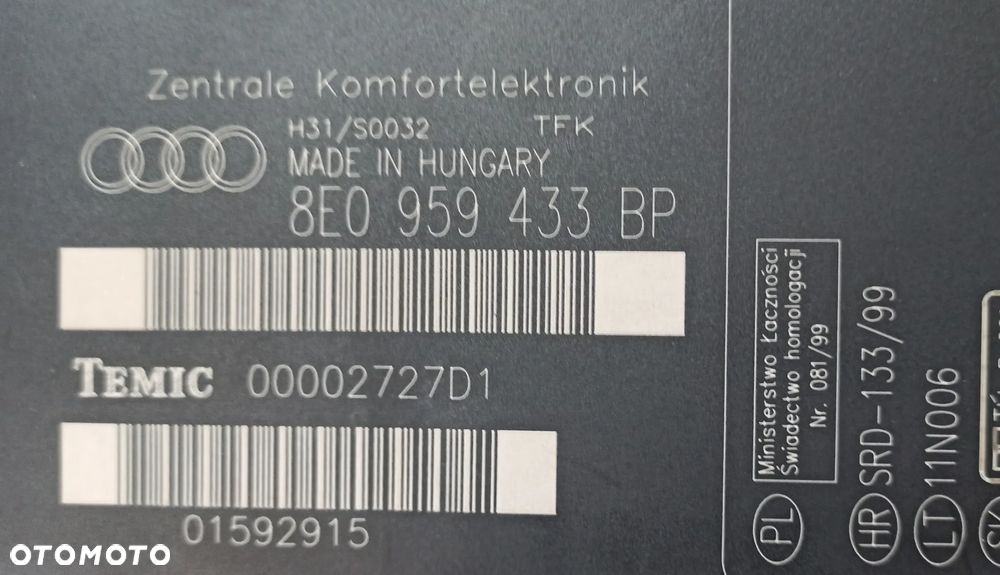 Zentrale Komfortelektronik
H31/S0032 TFK
MADE IN HUNGARY
8E0 959 433 BP
TEMIC 00002727D1
01592915
PL
Ministerstwo Łączności
Świadectwo homologacji
Nr. 081/99
HR SRD-133/99
LT 11N006
OTOMOTO